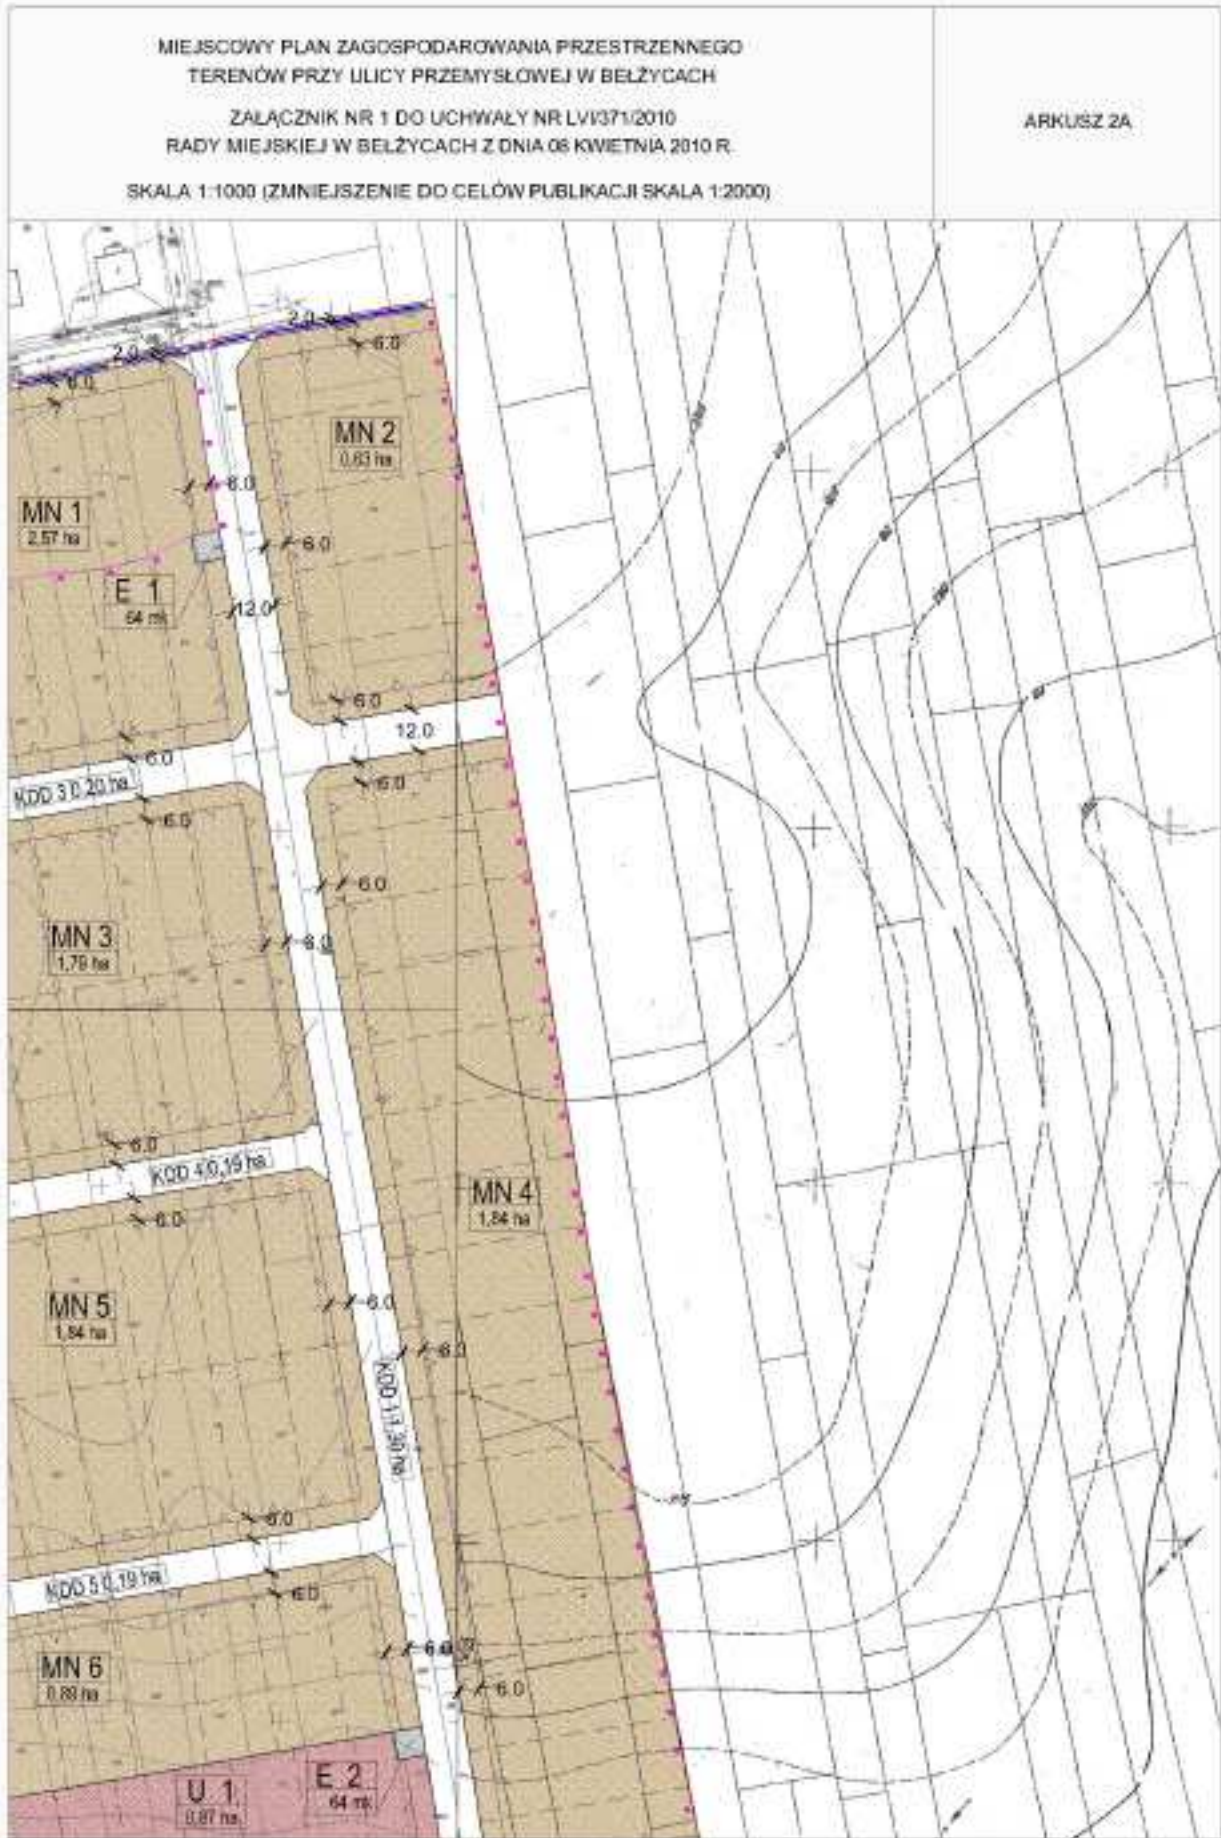 MIEJSCOWY PLAN ZAGOSPODAROWANIA PRZESTRZENNEGO
TERENÓW PRZY ULICY PRZEMYSŁOWEJ W BEŁŻYCACH
ZAŁĄCZNIK NR 1 DO UCHWAŁY NR LVI/371/2010
RADY MIEJSKIEJ W BEŁŻYCACH Z DNIA 08 KWIETNIA 2010 R.
SKALA 1:1000 (ZMNIEJSZENIE DO CELÓW PUBLIKACJI SKALA 1:2000)
ARKUSZ 2A
2.0
6.0
2.0
6.0
MN 2
0,63 ha
6.0
MN 1
2,57 ha
6.0
E 1
64 m
12.0
6.0
12.0
6.0
6.0
KDD 3 0,20 ha
6.0
6.0
MN 3
1,79 ha
6.0
6.0
KDD 4 0,19 ha
MN 4
1,84 ha
6.0
MN 5
1,84 ha
6.0
6.0
KDD 1 1,30 ha
6.0
KDD 5 0,19 ha
6.0
MN 6
0,89 ha
6.0
6.0
E 2
64 m
U 1
0,87 ha